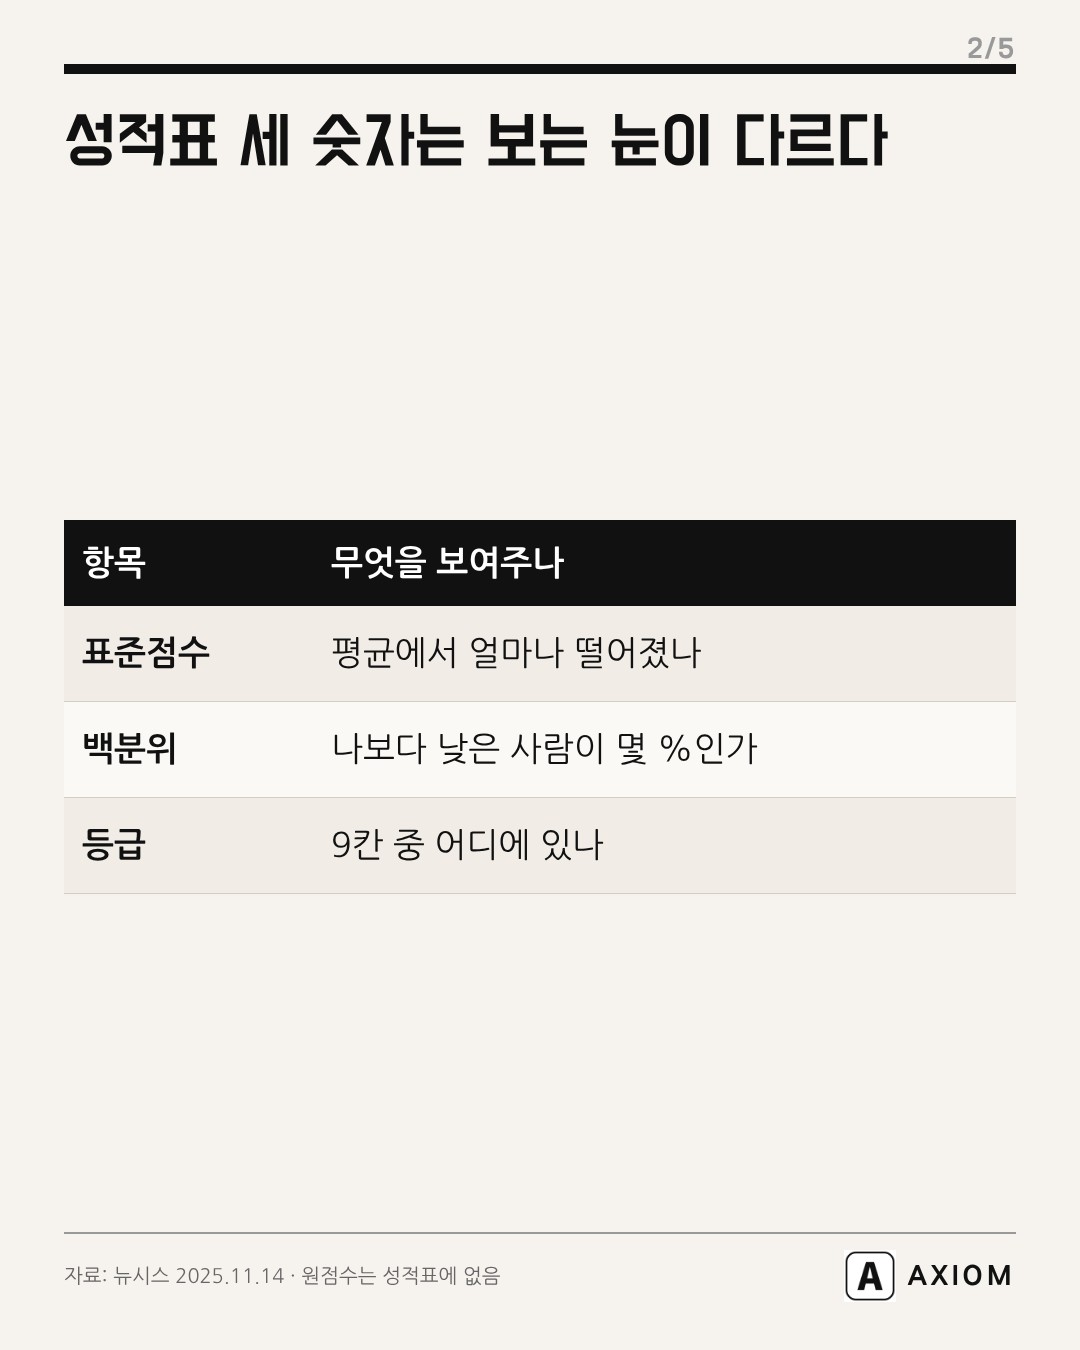 2/5
성적표 세 숫자는 보는 눈이 다르다
항목 무엇을 보여주나
표준점수 평균에서 얼마나 떨어졌나
백분위 나보다 낮은 사람이 몇 %인가
등급 9칸 중 어디에 있나
자료: 뉴시스 2025.11.14 · 원점수는 성적표에 없음
A AXIOM